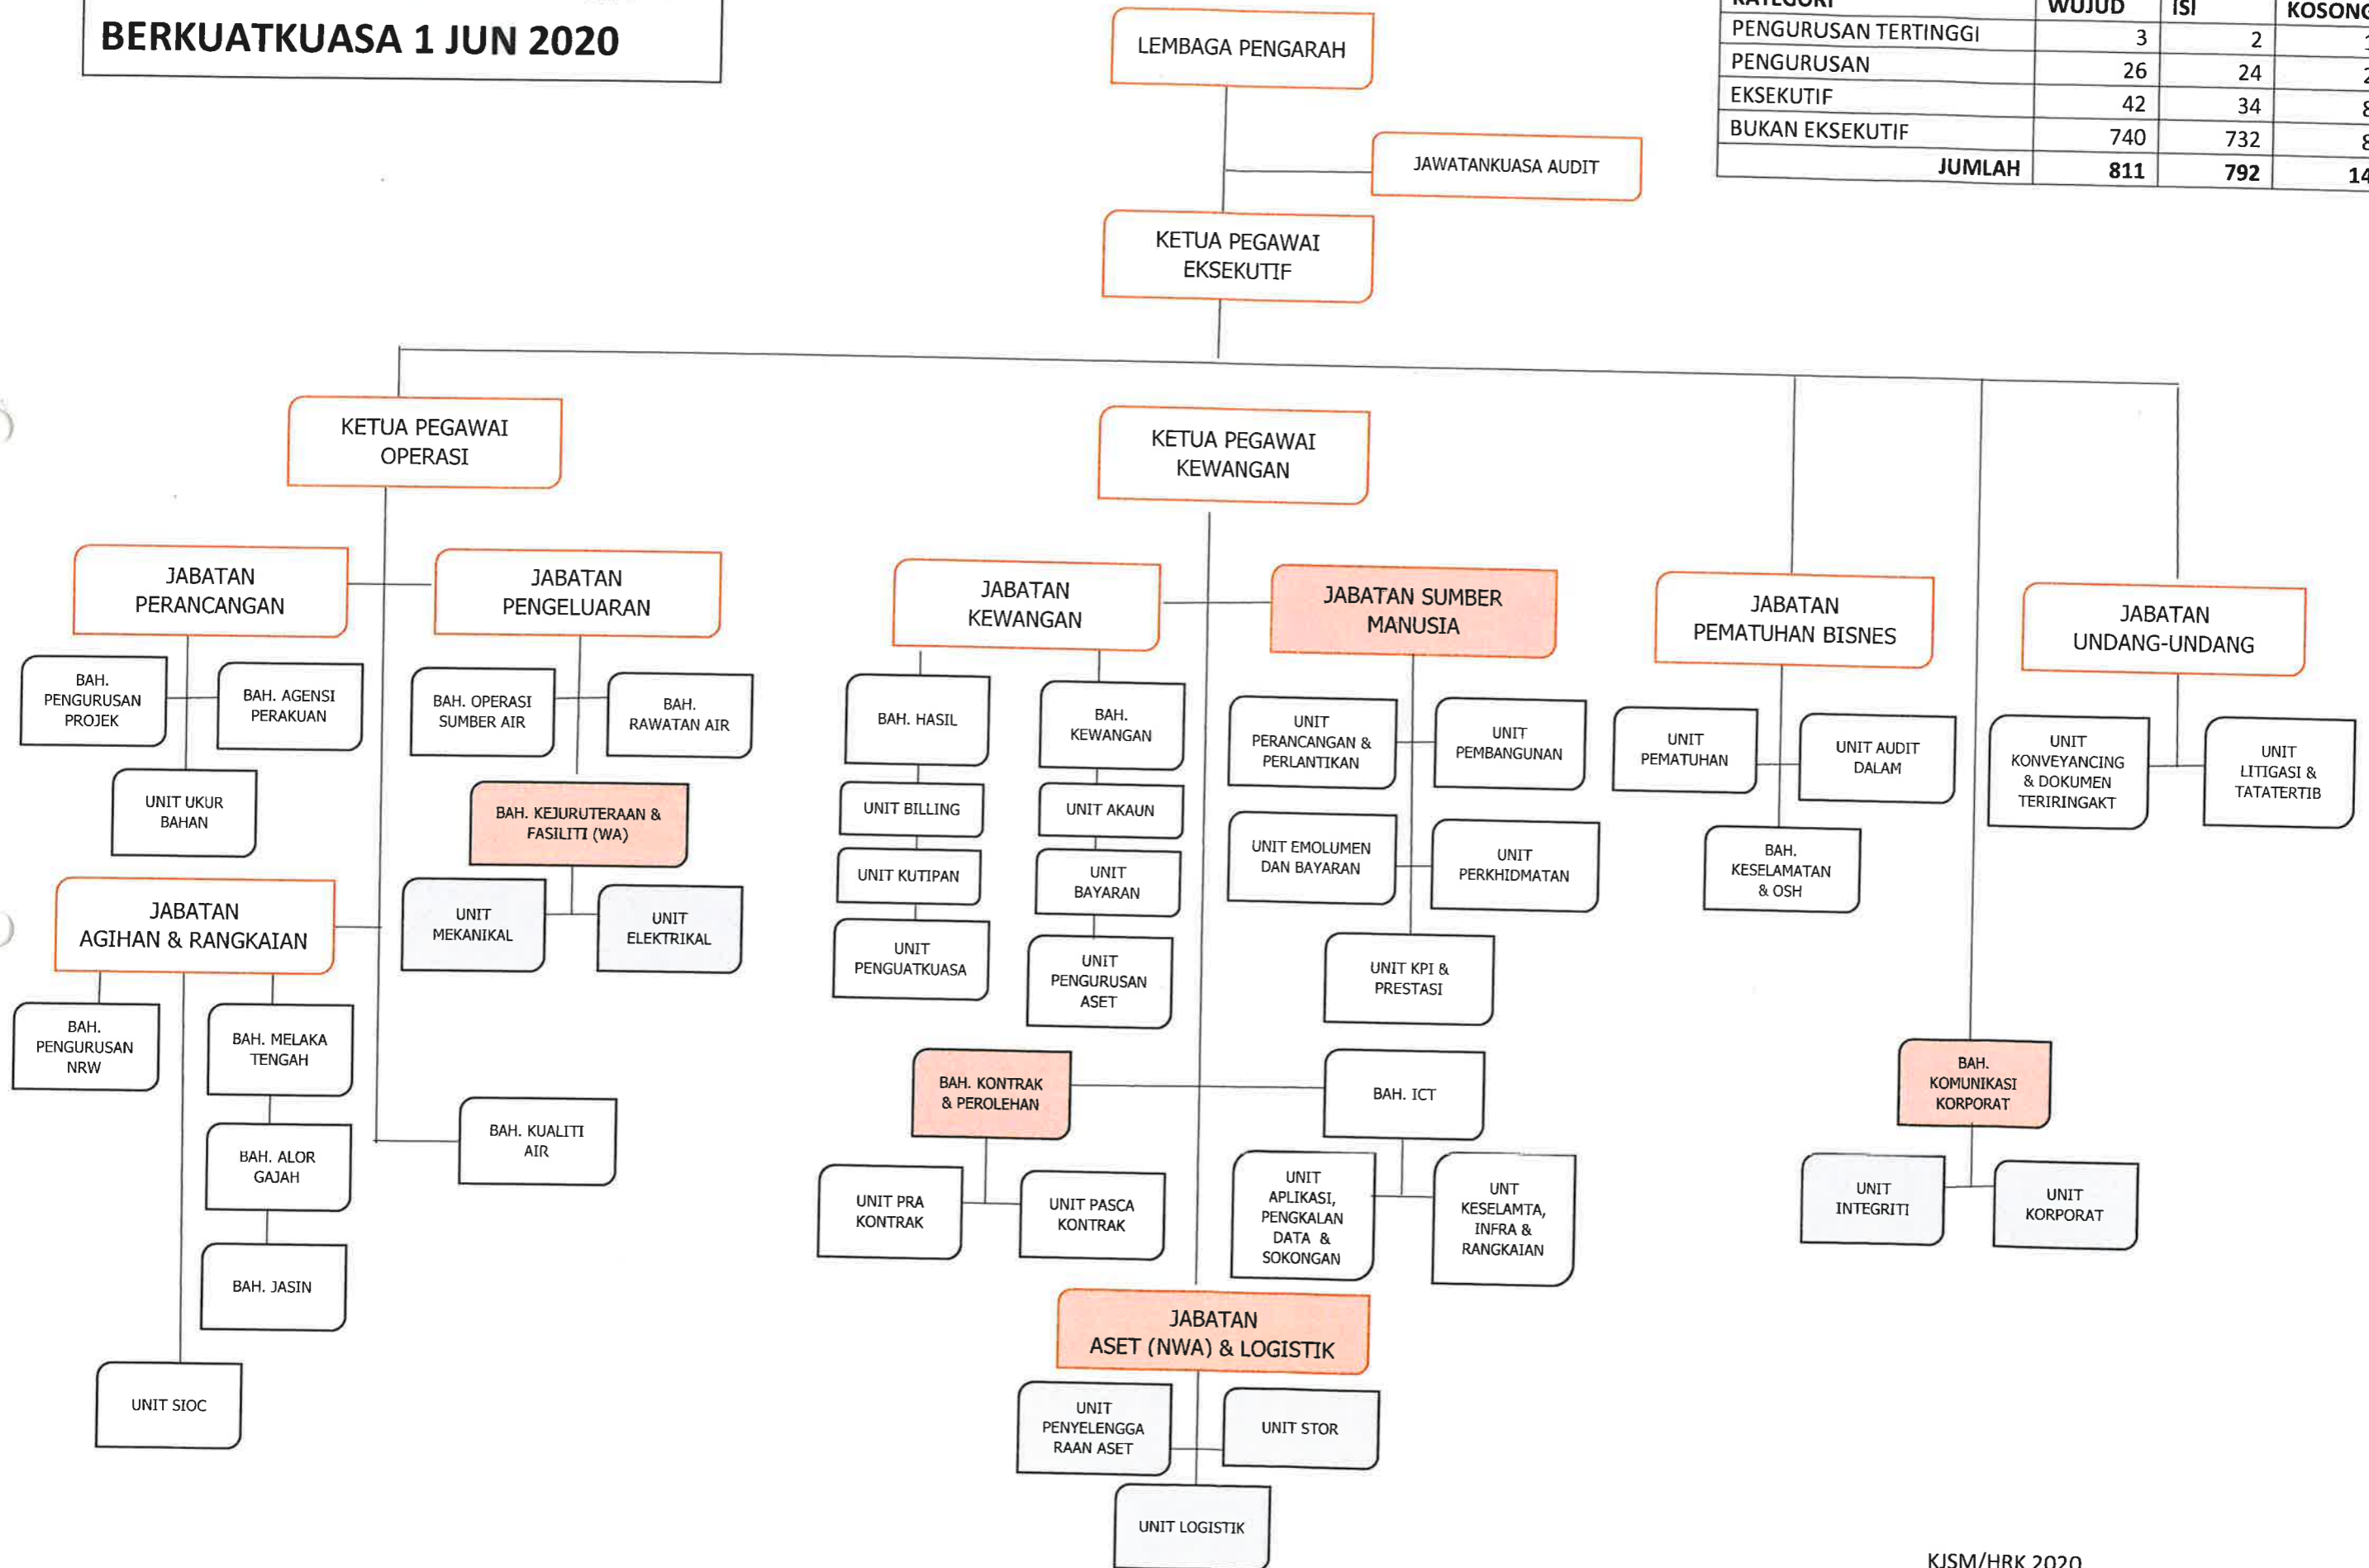 BERKUATKUASA 1 JUN 2020
KATEGORI WUJUD ISI KOSONG
PENGURUSAN TERTINGGI 3 2
PENGURUSAN 26 24
EKSEKUTIF 42 34
BUKAN EKSEKUTIF 740 732
JUMLAH 811 792 14
LEMBAGA PENGARAH
JAWATANKUASA AUDIT
KETUA PEGAWAI
EKSEKUTIF
KETUA PEGAWAI
OPERASI
KETUA PEGAWAI
KEWANGAN
JABATAN
PERANCANGAN
JABATAN
PENGELUARAN
JABATAN
KEWANGAN
JABATAN SUMBER
MANUSIA
JABATAN
PEMATUHAN BISNES
JABATAN
UNDANG-UNDANG
BAH.
PENGURUSAN
PROJEK
BAH. AGENSI
PERAKUAN
BAH. OPERASI
SUMBER AIR
BAH.
RAWATAN AIR
BAH. HASIL
BAH.
KEWANGAN
UNIT
PERANCANGAN &
PERLANTIKAN
UNIT
PEMBANGUNAN
UNIT
PEMATUHAN
UNIT AUDIT
DALAM
UNIT
KONVEYANCING
& DOKUMEN
TERIRINGAKT
UNIT
LITIGASI &
TATATERTIB
UNIT UKUR
BAHAN
BAH. KEJURUTERAAN &
FASILITI (WA)
UNIT BILLING
UNIT AKAUN
UNIT EMOLUMEN
DAN BAYARAN
UNIT
PERKHIDMATAN
BAH.
KESELAMATAN
& OSH
UNIT KUTIPAN
UNIT
BAYARAN
JABATAN
AGIHAN & RANGKAIAN
UNIT
MEKANIKAL
UNIT
ELEKTRIKAL
UNIT
PENGUATKUASA
UNIT
PENGURUSAN
ASET
UNIT KPI &
PRESTASI
BAH.
PENGURUSAN
NRW
BAH. MELAKA
TENGAH
BAH. KONTRAK
& PEROLEHAN
BAH. ICT
BAH.
KOMUNIKASI
KORPORAT
BAH. ALOR
GAJAH
BAH. KUALITI
AIR
UNIT PRA
KONTRAK
UNIT PASCA
KONTRAK
UNIT
APLIKASI,
PENGKALAN
DATA &
SOKONGAN
UNT
KESELAMTA,
INFRA &
RANGKAIAN
UNIT
INTEGRITI
UNIT
KORPORAT
BAH. JASIN
JABATAN
ASET (NWA) & LOGISTIK
UNIT SIOC
UNIT
PENYELENGGA
RAAN ASET
UNIT STOR
UNIT LOGISTIK
KJSM/HRK 2020